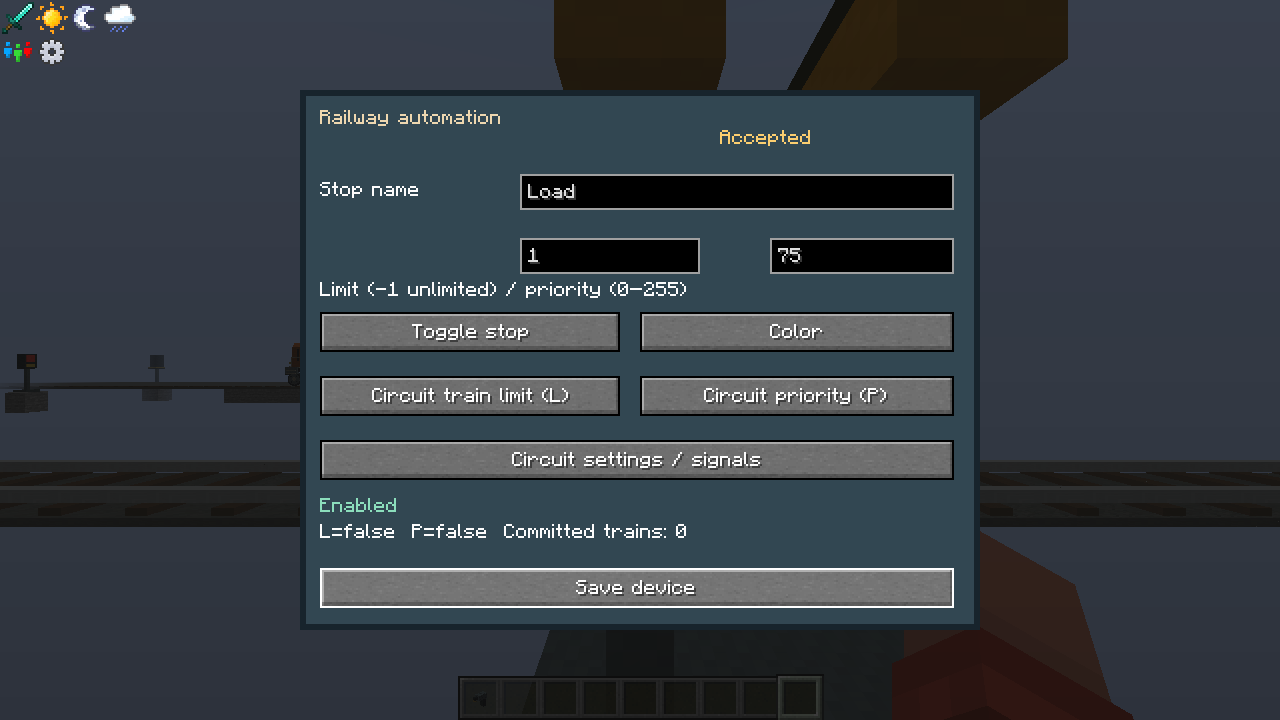 Railway automation
Accepted
Stop name
Load
1
75
Limit (-1 unlimited) / priority (0-255)
Toggle stop
Color
Circuit train limit (L)
Circuit priority (P)
Circuit settings / signals
Enabled
L=false P=false Committed trains: 0
Save device